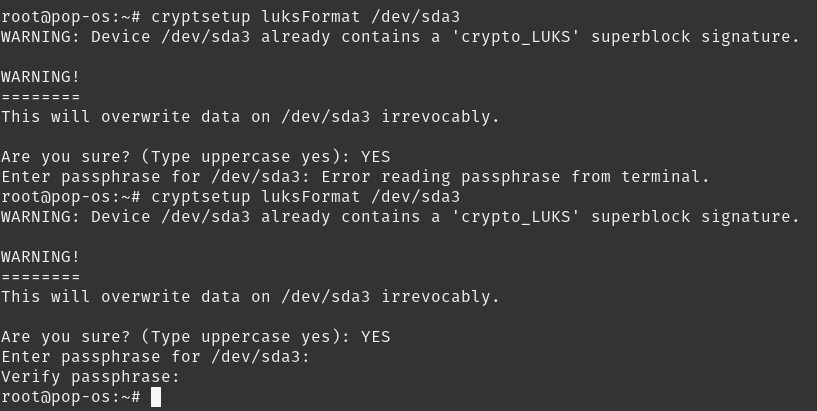 root@pop-os:~# cryptsetup luksFormat /dev/sda3
WARNING: Device /dev/sda3 already contains a 'crypto_LUKS' superblock signature.
WARNING!
========
This will overwrite data on /dev/sda3 irrevocably.
Are you sure? (Type uppercase yes): YES
Enter passphrase for /dev/sda3: Error reading passphrase from terminal.
root@pop-os:~# cryptsetup luksFormat /dev/sda3
WARNING: Device /dev/sda3 already contains a 'crypto_LUKS' superblock signature.
WARNING!
========
This will overwrite data on /dev/sda3 irrevocably.
Are you sure? (Type uppercase yes): YES
Enter passphrase for /dev/sda3:
Verify passphrase:
root@pop-os:~#